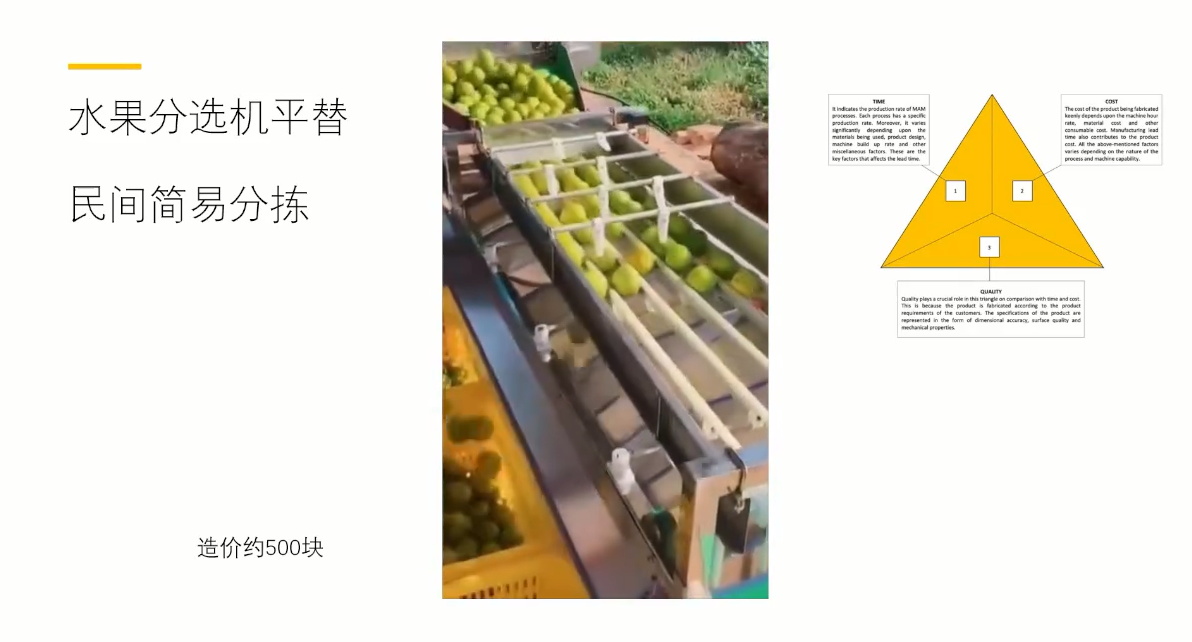 水果分选机平替
民间简易分拣
造价约500块
TIME
It indicates the production rate of MAM
processes. Each process has a specific
production rate. Moreover, it varies
significantly depending upon the
materials being used, product design,
machine build up rate and other
miscellaneous factors. These are the
key factors that affects the lead time.
COST
The cost of the product being fabricated
keenly depends upon the machine hour
rate, material cost and other
consumable cost. Manufacturing lead
time also contributes to the product
cost. All the above-mentioned factors
varies depending on the nature of the
process and machine capability.
1
2
3
QUALITY
Quality plays a crucial role in this triangle on comparison with time and cost.
This is because the product is fabricated according to the product
requirements of the customers. The specifications of the product are
represented in the form of dimensional accuracy, surface quality and
mechanical properties.